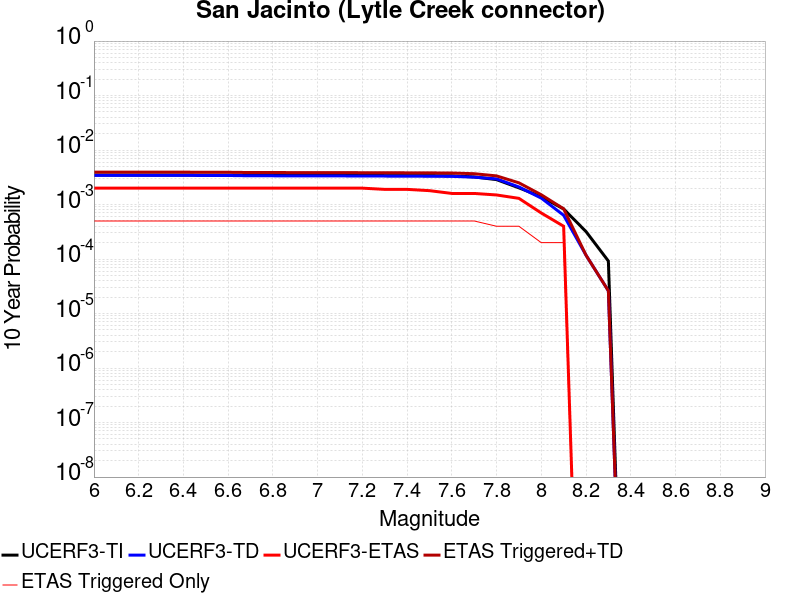 San Jacinto (Lytle Creek connector)
10^0
10^-1
10^-2
10^-3
10^-4
10^-5
10^-6
10^-7
10^-8
10 Year Probability
6 6.2 6.4 6.6 6.8 7 7.2 7.4 7.6 7.8 8 8.2 8.4 8.6 8.8 9
Magnitude
UCERF3-TI UCERF3-TD UCERF3-ETAS ETAS Triggered+TD
ETAS Triggered Only